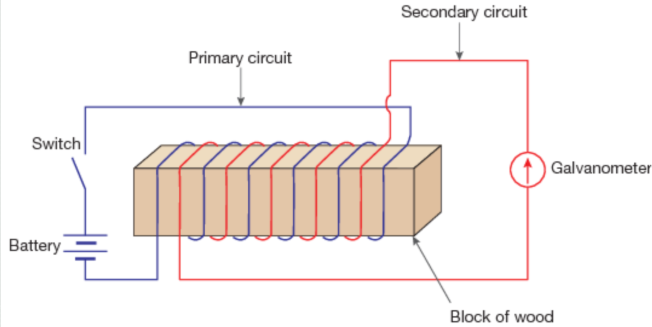 Secondary circuit
Primary circuit
Switch
Galvanometer
Battery
Block of wood